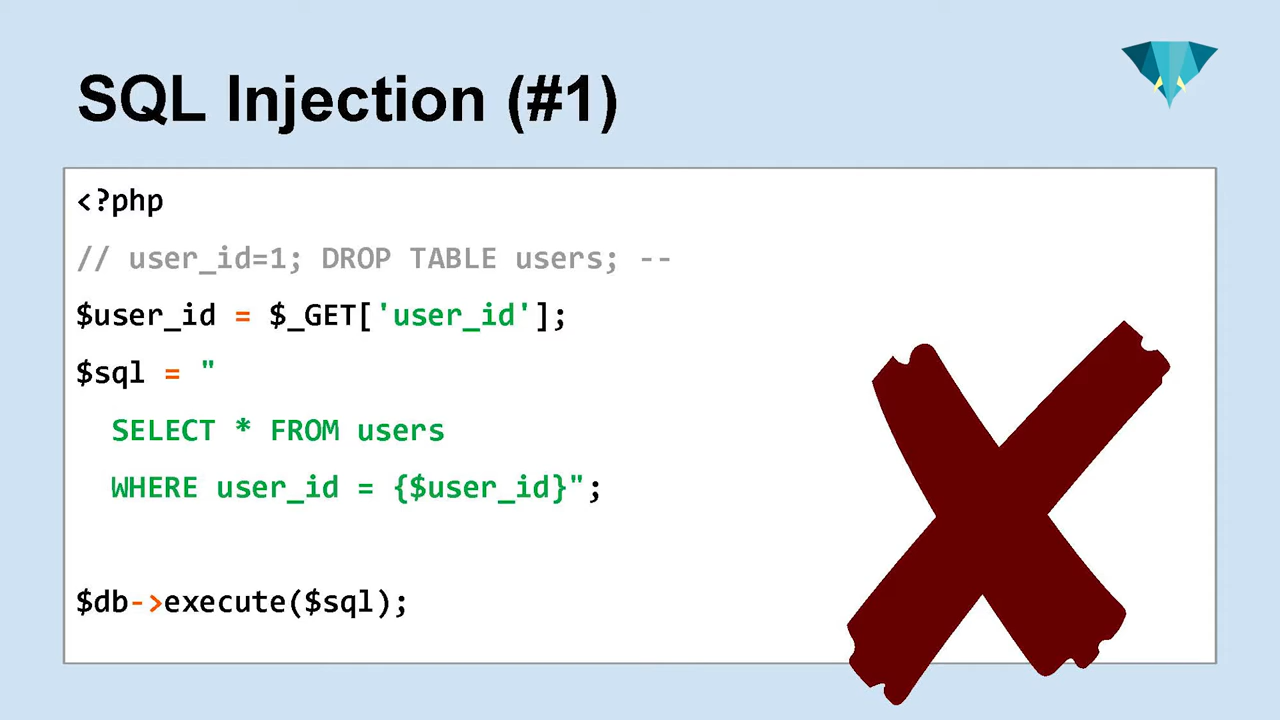 SQL Injection (#1)
<?php
// user_id=1; DROP TABLE users; --
$user_id = $_GET['user_id'];
$sql = "
SELECT * FROM users
WHERE user_id = {$user_id}";
$db->execute($sql);